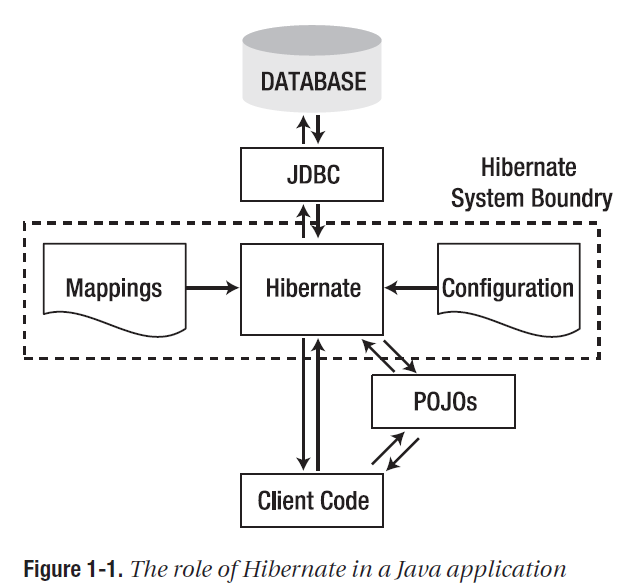 DATABASE
JDBC
Hibernate
System Boundry
Mappings
Hibernate
Configuration
POJOs
Client Code
Figure 1-1. The role of Hibernate in a Java application